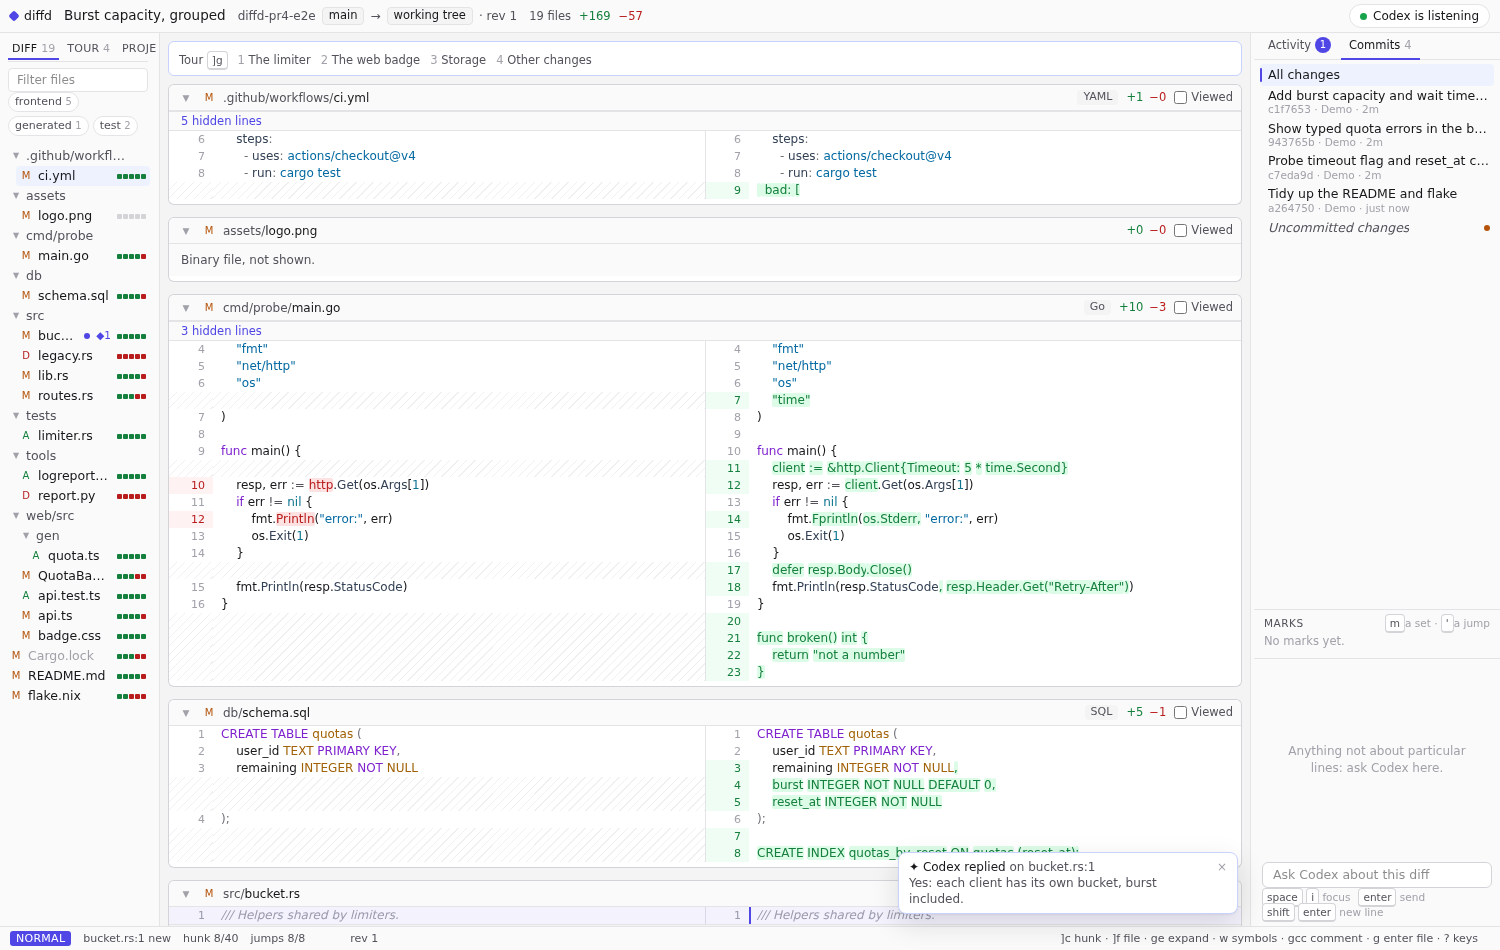 diffd Burst capacity, grouped diffd-pr4-e2e main → working tree · rev 1 19 files +169 −57 Codex is listening
DIFF 19 TOUR 4 PROJE
Filter files
frontend 5
generated 1 test 2
.github/workfl…
M ci.yml
assets
M logo.png
cmd/probe
M main.go
db
M schema.sql
src
M buc… ◆1
D legacy.rs
M lib.rs
M routes.rs
tests
A limiter.rs
tools
A logreport…
D report.py
web/src
gen
A quota.ts
M QuotaBa…
A api.test.ts
M api.ts
M badge.css
M Cargo.lock
M README.md
M flake.nix
Tour ]g 1 The limiter 2 The web badge 3 Storage 4 Other changes
M .github/workflows/ci.yml YAML +1 −0 Viewed
5 hidden lines
6 steps: 6 steps:
7 - uses: actions/checkout@v4 7 - uses: actions/checkout@v4
8 - run: cargo test 8 - run: cargo test
9 bad: [
M assets/logo.png +0 −0 Viewed
Binary file, not shown.
M cmd/probe/main.go Go +10 −3 Viewed
3 hidden lines
4 "fmt" 4 "fmt"
5 "net/http" 5 "net/http"
6 "os" 6 "os"
7 "time"
7 ) 8 )
8 9
9 func main() { 10 func main() {
11 client := &http.Client{Timeout: 5 * time.Second}
10 resp, err := http.Get(os.Args[1]) 12 resp, err := client.Get(os.Args[1])
11 if err != nil { 13 if err != nil {
12 fmt.Println("error:", err) 14 fmt.Fprintln(os.Stderr, "error:", err)
13 os.Exit(1) 15 os.Exit(1)
14 } 16 }
17 defer resp.Body.Close()
15 fmt.Println(resp.StatusCode) 18 fmt.Println(resp.StatusCode, resp.Header.Get("Retry-After"))
16 } 19 }
20
21 func broken() int {
22 return "not a number"
23 }
M db/schema.sql SQL +5 −1 Viewed
1 CREATE TABLE quotas ( 1 CREATE TABLE quotas (
2 user_id TEXT PRIMARY KEY, 2 user_id TEXT PRIMARY KEY,
3 remaining INTEGER NOT NULL 3 remaining INTEGER NOT NULL,
4 burst INTEGER NOT NULL DEFAULT 0,
5 reset_at INTEGER NOT NULL
4 ); 6 );
7
8 CREATE INDEX quotas_by_reset ON quotas (reset_at);
M src/bucket.rs
1 /// Helpers shared by limiters. 1 /// Helpers shared by limiters.
✦ Codex replied on bucket.rs:1 ×
Yes: each client has its own bucket, burst
included.
Activity 1 Commits 4
All changes
Add burst capacity and wait time…
c1f7653 · Demo · 2m
Show typed quota errors in the b…
943765b · Demo · 2m
Probe timeout flag and reset_at c…
c7eda9d · Demo · 2m
Tidy up the README and flake
a264750 · Demo · just now
Uncommitted changes
MARKS m a set · ' a jump
No marks yet.
Anything not about particular
lines: ask Codex here.
Ask Codex about this diff
space i focus enter send
shift enter new line
NORMAL bucket.rs:1 new hunk 8/40 jumps 8/8 rev 1 ]c hunk · ]f file · ge expand · w symbols · gcc comment · g enter file · ? keys